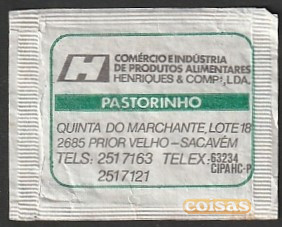 COMÉRCIO E INDÚSTRIA
DE PRODUTOS ALIMENTARES
HENRIQUES & COMPª, LDA.
PASTORINHO
QUINTA DO MARCHANTE, LOTE 18
2685 PRIOR VELHO – SACAVÉM
TELS: 2517163 TELEX: 63234
2517121 CIPAHC-P
coisas